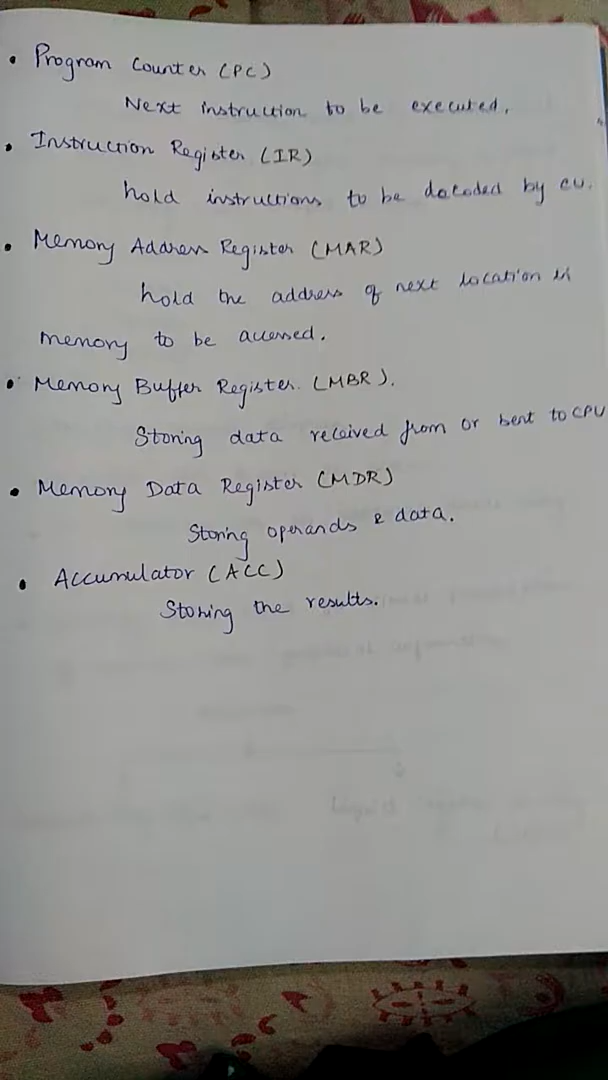 • Program Counter (PC)
Next instruction to be executed.
• Instruction Register (IR)
hold instructions to be decoded by CU.
• Memory Address Register (MAR)
hold the address of next location in
memory to be accessed.
• Memory Buffer Register. (MBR).
Storing data received from or sent to CPU
• Memory Data Register (MDR)
Storing operands & data.
• Accumulator (ACC)
Storing the results.